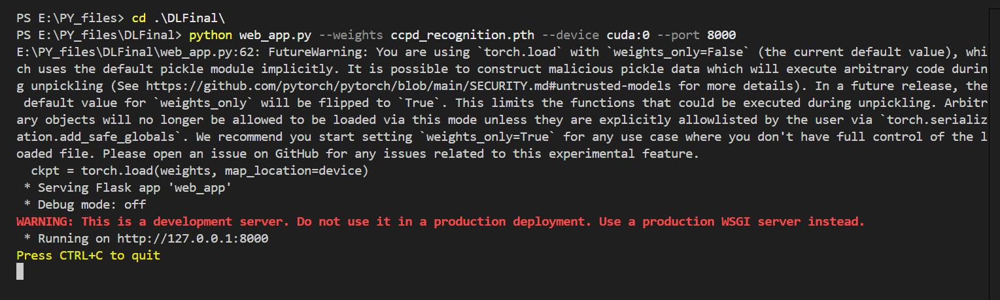 PS E:\PY_files> cd .\DLFinal\
PS E:\PY_files\DLFinal> python web_app.py --weights ccpd_recognition.pth --device cuda:0 --port 8000
E:\PY_files\DLFinal\web_app.py:62: FutureWarning: You are using `torch.load` with `weights_only=False` (the current default value), whi
ch uses the default pickle module implicitly. It is possible to construct malicious pickle data which will execute arbitrary code durin
g unpickling (See https://github.com/pytorch/pytorch/blob/main/SECURITY.md#untrusted-models for more details). In a future release, the
 default value for `weights_only` will be flipped to `True`. This limits the functions that could be executed during unpickling. Arbitr
ary objects will no longer be allowed to be loaded via this mode unless they are explicitly allowlisted by the user via `torch.serializ
ation.add_safe_globals`. We recommend you start setting `weights_only=True` for any use case where you don't have full control of the l
oaded file. Please open an issue on GitHub for any issues related to this experimental feature.
  ckpt = torch.load(weights, map_location=device)
 * Serving Flask app 'web_app'
 * Debug mode: off
WARNING: This is a development server. Do not use it in a production deployment. Use a production WSGI server instead.
 * Running on http://127.0.0.1:8000
Press CTRL+C to quit